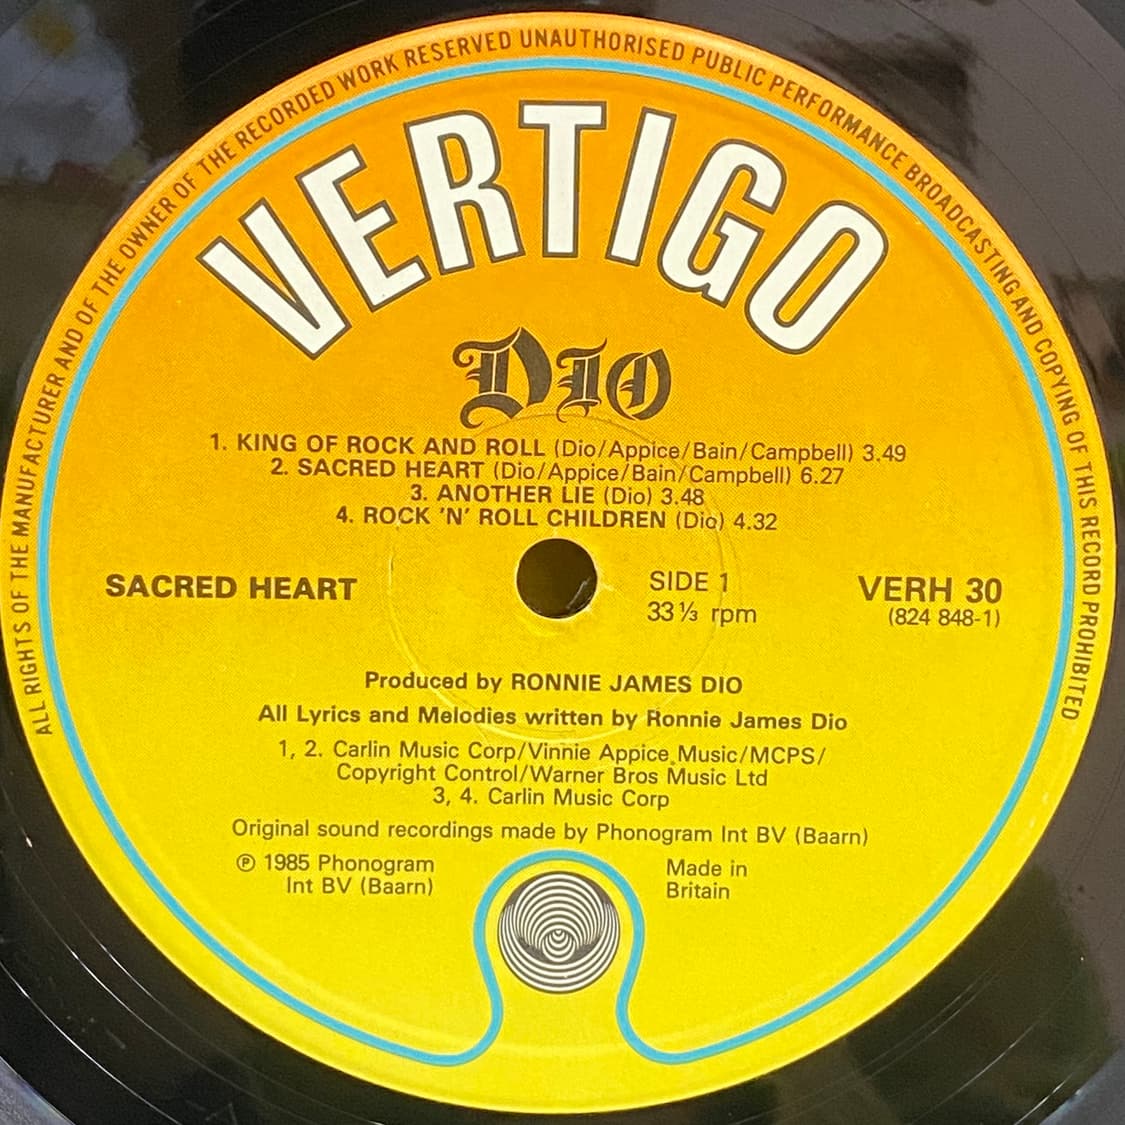 ALL RIGHTS OF THE MANUFACTURER AND OF THE OWNER OF THE RECORDED WORK RESERVED UNAUTHORISED PUBLIC PERFORMANCE BROADCASTING AND COPYING OF THIS RECORD PROHIBITED
VERTIGO
DIO
1. KING OF ROCK AND ROLL (Dio/Appice/Bain/Campbell) 3.49
2. SACRED HEART (Dio/Appice/Bain/Campbell) 6.27
3. ANOTHER LIE (Dio) 3.48
4. ROCK 'N' ROLL CHILDREN (Dio) 4.32
SACRED HEART
SIDE 1
33⅓ rpm
VERH 30
(824 848-1)
Produced by RONNIE JAMES DIO
All Lyrics and Melodies written by Ronnie James Dio
1, 2. Carlin Music Corp/Vinnie Appice Music/MCPS/
Copyright Control/Warner Bros Music Ltd
3, 4. Carlin Music Corp
Original sound recordings made by Phonogram Int BV (Baarn)
℗ 1985 Phonogram
Int BV (Baarn)
Made in
Britain